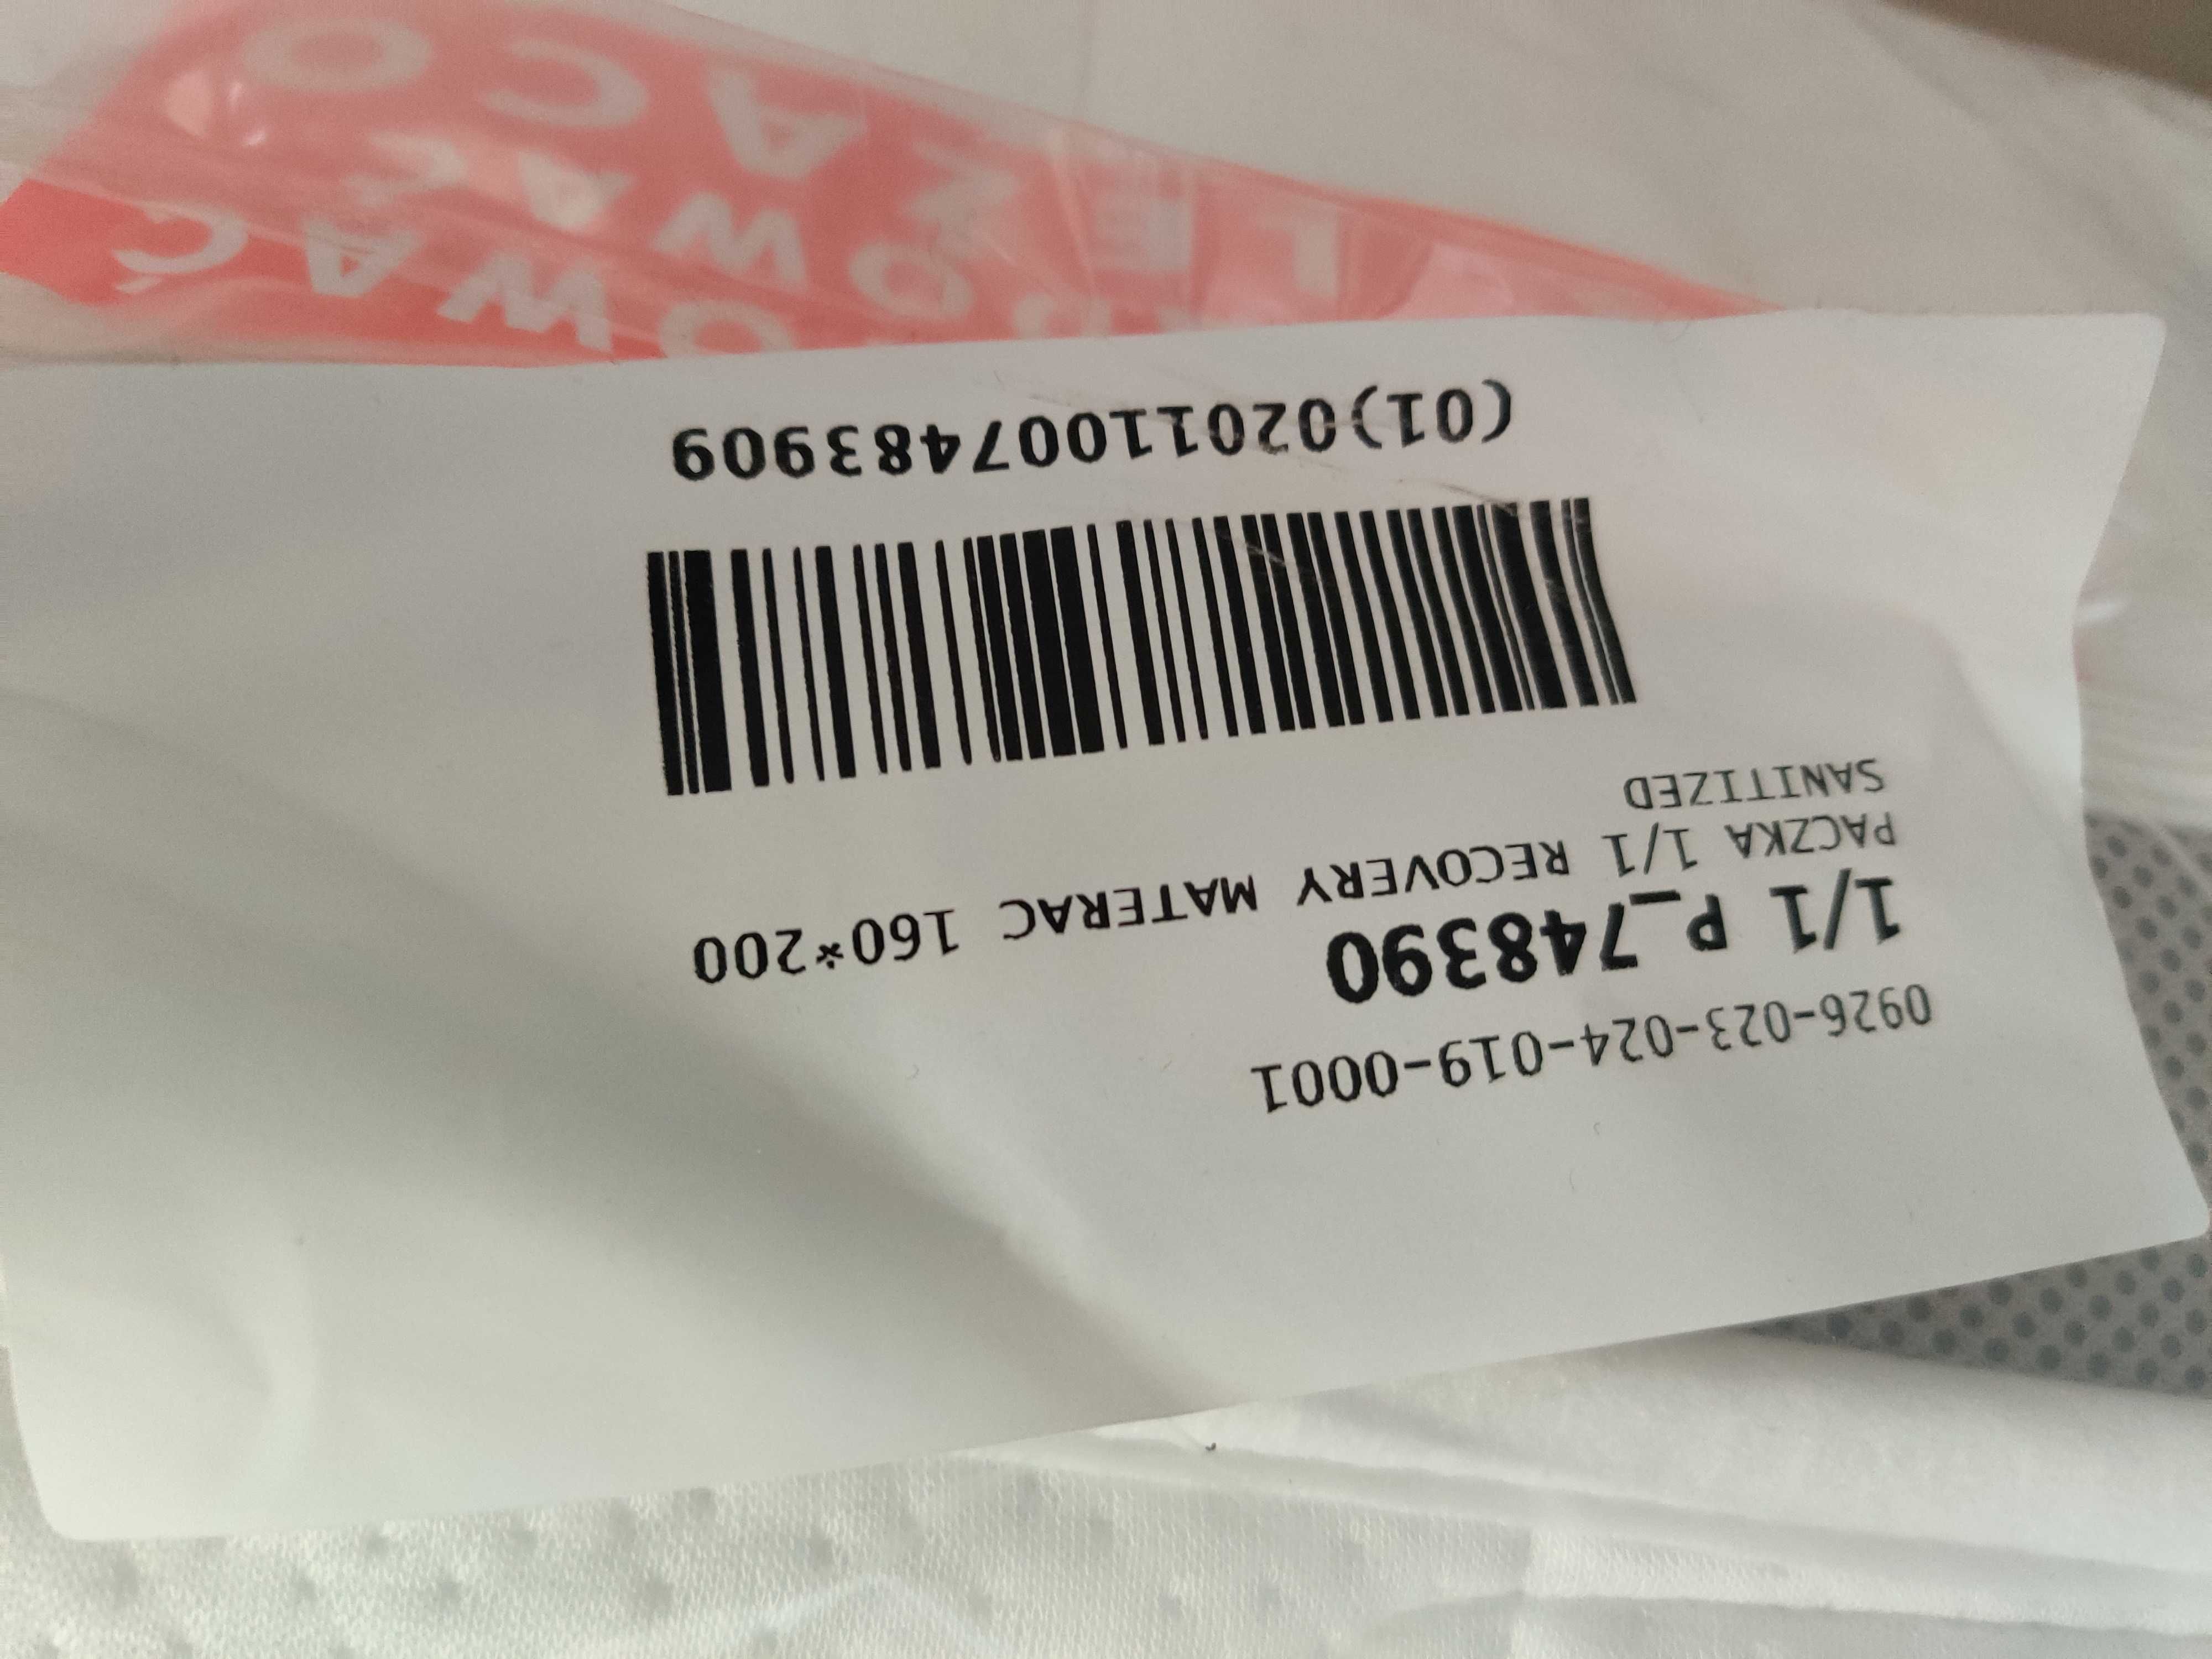 0926-023-024-019-0001
1/1 P_748390
PACZKA 1/1 RECOVERY MATERAC 160*200
SANITIZED
(01)02011007483909